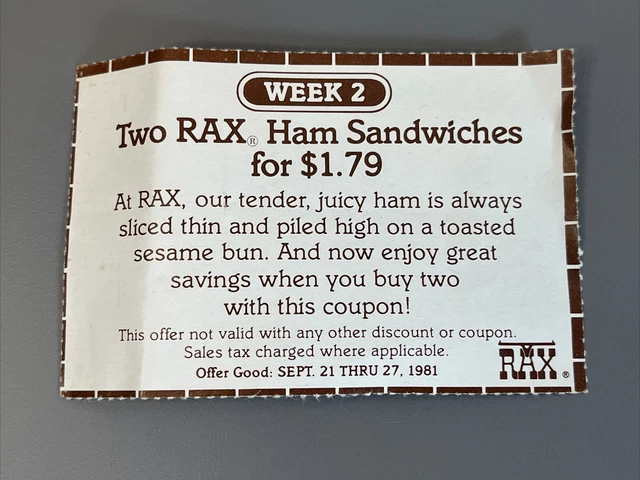 WEEK 2
Two RAX® Ham Sandwiches
for $1.79
At RAX, our tender, juicy ham is always
sliced thin and piled high on a toasted
sesame bun. And now enjoy great
savings when you buy two
with this coupon!
This offer not valid with any other discount or coupon.
Sales tax charged where applicable.
Offer Good: SEPT. 21 THRU 27, 1981
RAX®